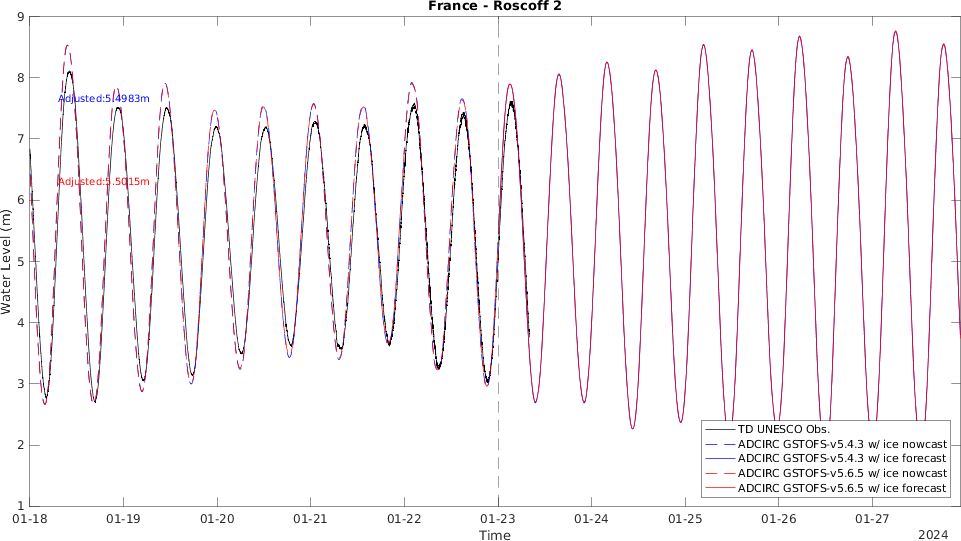 France - Roscoff 2
9
8
7
6
5
4
3
2
1
Water Level (m)
Adjusted:5.4983m
Adjusted:5.5015m
TD UNESCO Obs.
ADCIRC GSTOFS-v5.4.3 w/ ice nowcast
ADCIRC GSTOFS-v5.4.3 w/ ice forecast
ADCIRC GSTOFS-v5.6.5 w/ ice nowcast
ADCIRC GSTOFS-v5.6.5 w/ ice forecast
01-18 01-19 01-20 01-21 01-22 01-23 01-24 01-25 01-26 01-27
Time
2024